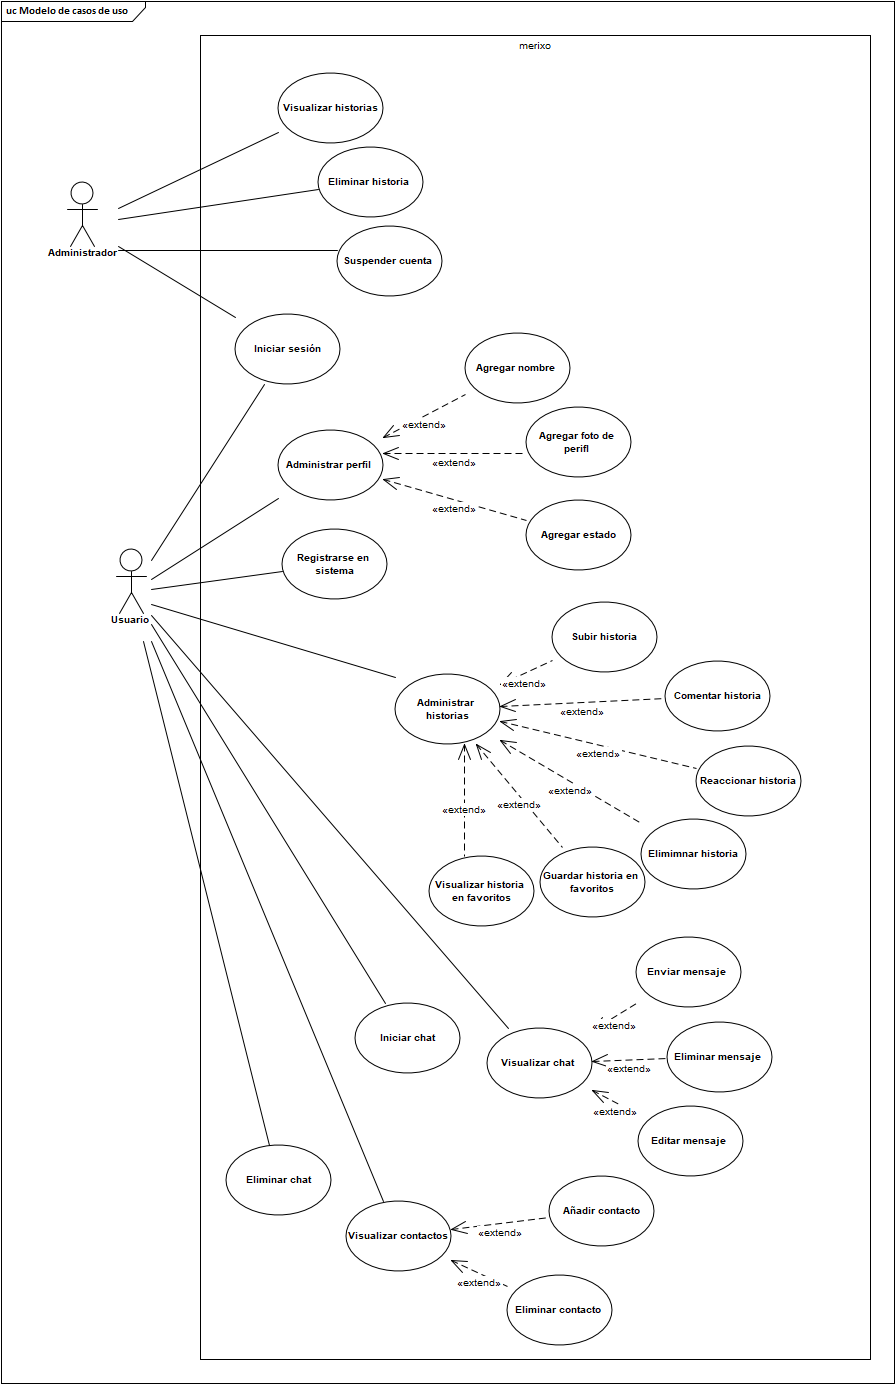 uc Modelo de casos de uso
merixo
Visualizar historias
Eliminar historia
Administrador
Suspender cuenta
Iniciar sesión
Agregar nombre
«extend»
Agregar foto de
perifl
Administrar perfil
«extend»
«extend»
Agregar estado
Registrarse en
sistema
Usuario
Subir historia
«extend»
Comentar historia
Administrar
historias
«extend»
«extend»
Reaccionar historia
«extend»
«extend»
«extend»
Elimimnar historia
Visualizar historia
en favoritos
Guardar historia en
favoritos
Enviar mensaje
«extend»
Iniciar chat
Visualizar chat
Eliminar mensaje
«extend»
«extend»
Editar mensaje
Eliminar chat
Añadir contacto
Visualizar contactos
«extend»
«extend»
Eliminar contacto